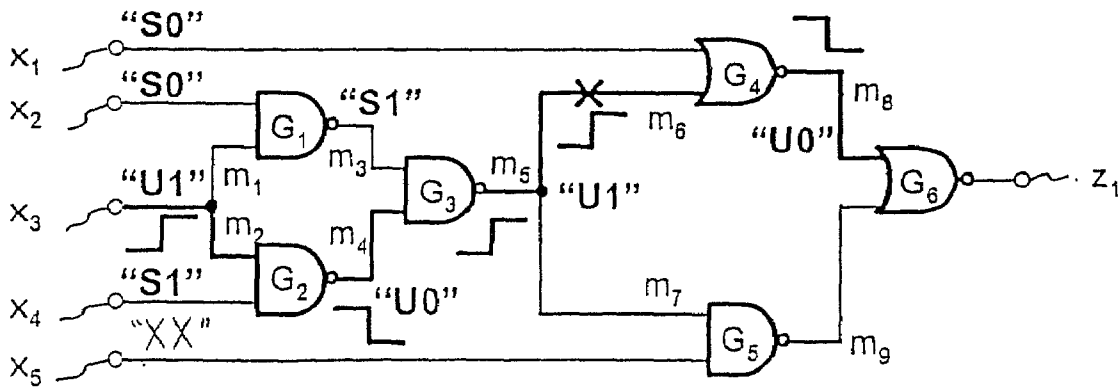 "S0"
x1
"S0"
x2
G1
"S1"
m1
m3
"U1"
x3
m2
G2
m4
G3
m5
"U1"
"S1"
x4
"U0"
"XX"
x5
m6
G4
m8
"U0"
G6
z1
m7
G5
m9